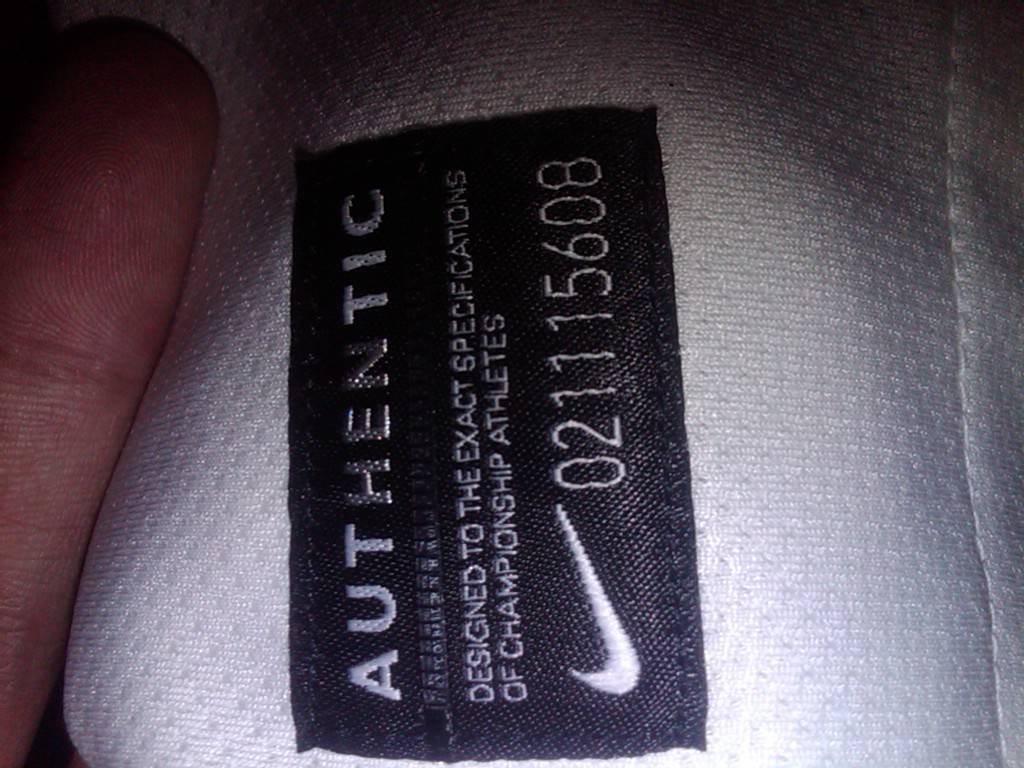 AUTHENTIC
DESIGNED TO THE EXACT SPECIFICATIONS
OF CHAMPIONSHIP ATHLETES
021115608